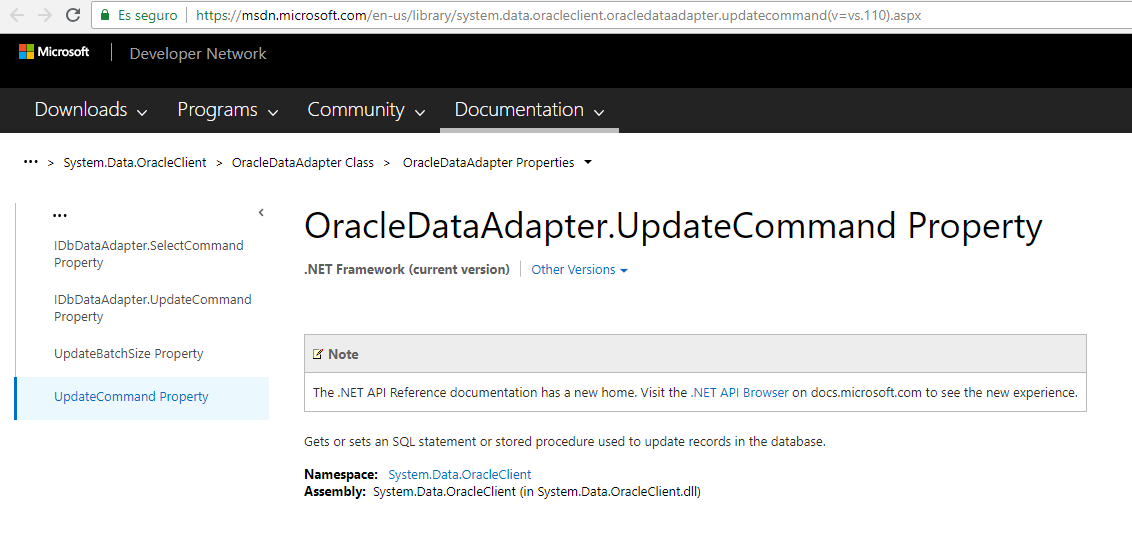 Es seguro https://msdn.microsoft.com/en-us/library/system.data.oracleclient.oracledataadapter.updatecommand(v=vs.110).aspx
Microsoft Developer Network
Downloads Programs Community Documentation
... > System.Data.OracleClient > OracleDataAdapter Class > OracleDataAdapter Properties
...
IDbDataAdapter.SelectCommand
Property
IDbDataAdapter.UpdateCommand
Property
UpdateBatchSize Property
UpdateCommand Property
OracleDataAdapter.UpdateCommand Property
.NET Framework (current version) Other Versions
Note
The .NET API Reference documentation has a new home. Visit the .NET API Browser on docs.microsoft.com to see the new experience.
Gets or sets an SQL statement or stored procedure used to update records in the database.
Namespace: System.Data.OracleClient
Assembly: System.Data.OracleClient (in System.Data.OracleClient.dll)